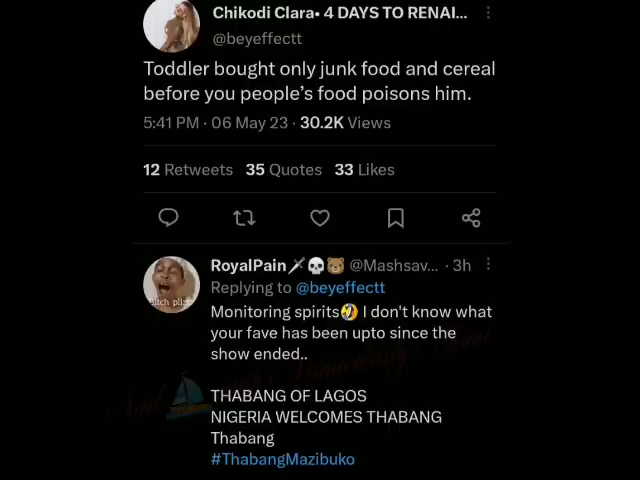 Chikodi Clara• 4 DAYS TO RENAI...
@beyeffectt
Toddler bought only junk food and cereal
before you people's food poisons him.
5:41 PM · 06 May 23 · 30.2K Views
12 Retweets 35 Quotes 33 Likes
RoyalPain🗡💀🐻 @Mashsav... · 3h
Replying to @beyeffectt
Bitch pliz
Monitoring spirits🤣 I don't know what
your fave has been upto since the
show ended..
THABANG OF LAGOS
NIGERIA WELCOMES THABANG
Thabang
#ThabangMazibuko